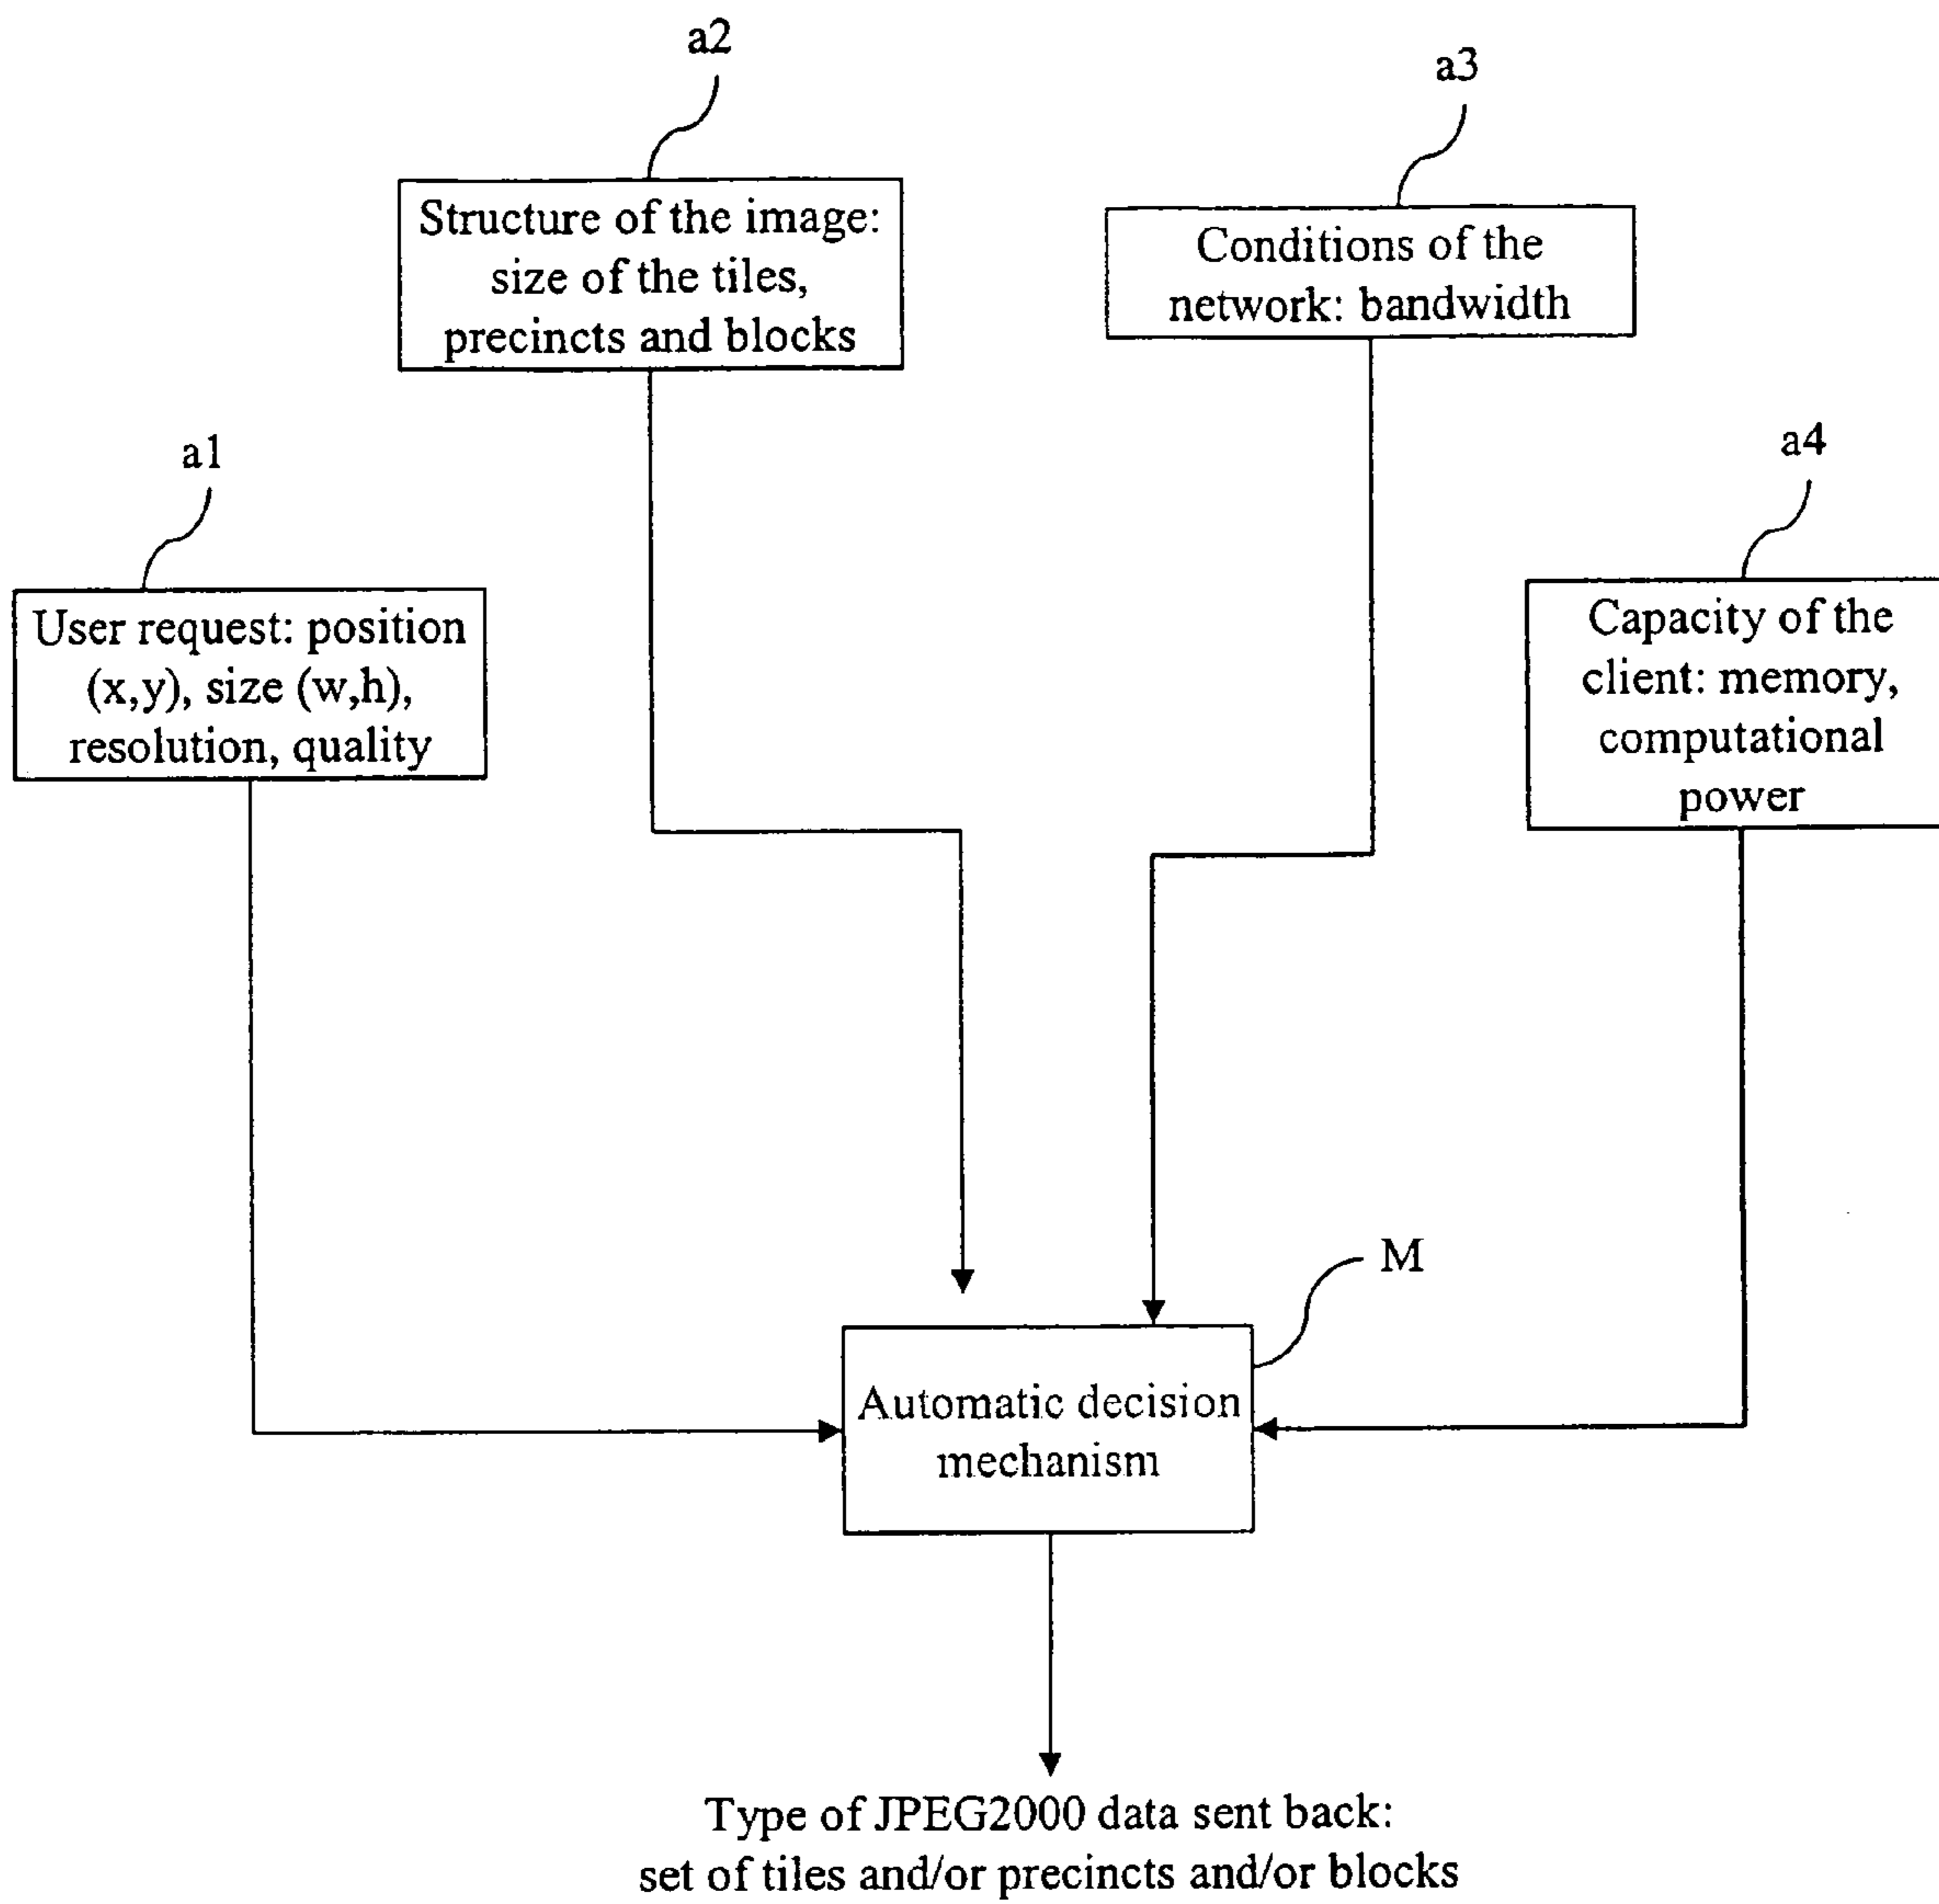 a2
Structure of the image:
size of the tiles,
precincts and blocks
a3
Conditions of the
network: bandwidth
a1
User request: position
(x,y), size (w,h),
resolution, quality
a4
Capacity of the
client: memory,
computational
power
M
Automatic decision
mechanism
Type of JPEG2000 data sent back:
set of tiles and/or precincts and/or blocks